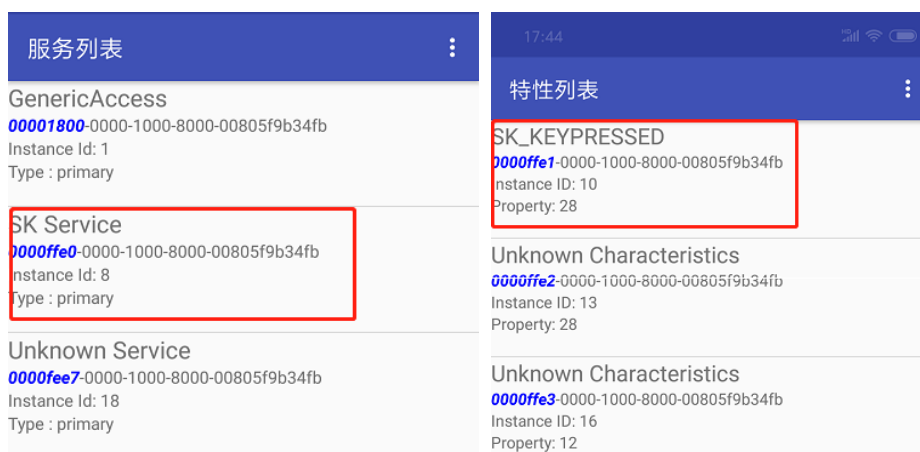 服务列表
GenericAccess
00001800-0000-1000-8000-00805f9b34fb
Instance Id: 1
Type : primary
SK Service
0000ffe0-0000-1000-8000-00805f9b34fb
Instance Id: 8
Type : primary
Unknown Service
0000fee7-0000-1000-8000-00805f9b34fb
Instance Id: 18
Type : primary
17:44
特性列表
SK_KEYPRESSED
0000ffe1-0000-1000-8000-00805f9b34fb
Instance ID: 10
Property: 28
Unknown Characteristics
0000ffe2-0000-1000-8000-00805f9b34fb
Instance ID: 13
Property: 28
Unknown Characteristics
0000ffe3-0000-1000-8000-00805f9b34fb
Instance ID: 16
Property: 12